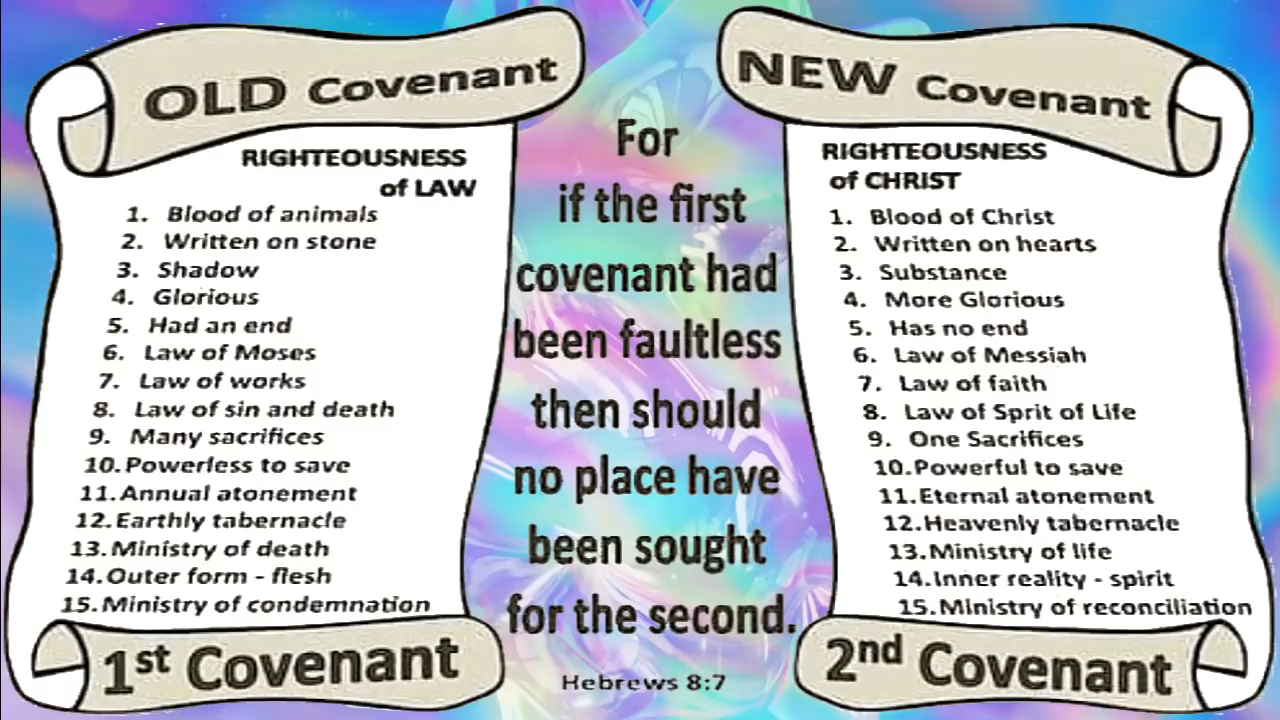 OLD Covenant
RIGHTEOUSNESS
of LAW
1. Blood of animals
2. Written on stone
3. Shadow
4. Glorious
5. Had an end
6. Law of Moses
7. Law of works
8. Law of sin and death
9. Many sacrifices
10. Powerless to save
11. Annual atonement
12. Earthly tabernacle
13. Ministry of death
14. Outer form - flesh
15. Ministry of condemnation
1st Covenant
For
if the first
covenant had
been faultless
then should
no place have
been sought
for the second.
Hebrews 8:7
NEW Covenant
RIGHTEOUSNESS
of CHRIST
1. Blood of Christ
2. Written on hearts
3. Substance
4. More Glorious
5. Has no end
6. Law of Messiah
7. Law of faith
8. Law of Sprit of Life
9. One Sacrifices
10. Powerful to save
11. Eternal atonement
12. Heavenly tabernacle
13. Ministry of life
14. Inner reality - spirit
15. Ministry of reconciliation
2nd Covenant